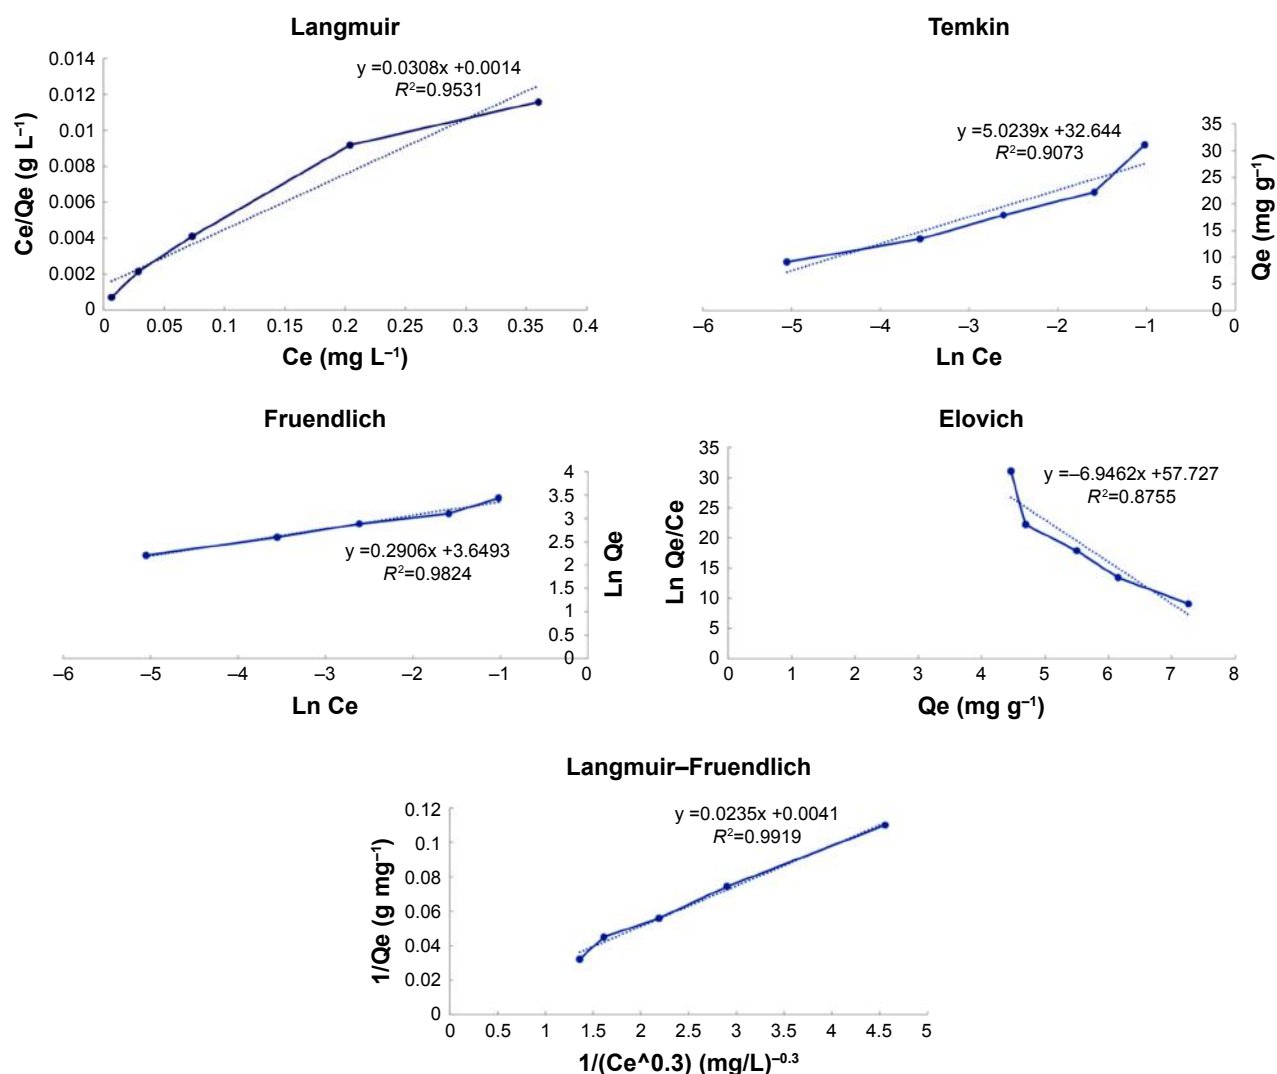 Langmuir
y =0.0308x +0.0014
R²=0.9531
Ce/Qe (g L⁻¹)
0.014
0.012
0.01
0.008
0.006
0.004
0.002
0
0 0.05 0.1 0.15 0.2 0.25 0.3 0.35 0.4
Ce (mg L⁻¹)
Temkin
y =5.0239x +32.644
R²=0.9073
35
30
25
20
15
10
5
0
Qe (mg g⁻¹)
–6 –5 –4 –3 –2 –1 0
Ln Ce
Fruendlich
4
3.5
3
2.5
2
1.5
1
0.5
0
Ln Qe
y =0.2906x +3.6493
R²=0.9824
–6 –5 –4 –3 –2 –1 0
Ln Ce
Elovich
y =–6.9462x +57.727
R²=0.8755
Ln Qe/Ce
35
30
25
20
15
10
5
0
0 1 2 3 4 5 6 7 8
Qe (mg g⁻¹)
Langmuir–Fruendlich
y =0.0235x +0.0041
R²=0.9919
1/Qe (g mg⁻¹)
0.12
0.1
0.08
0.06
0.04
0.02
0
0 0.5 1 1.5 2 2.5 3 3.5 4 4.5 5
1/(Ce^0.3) (mg/L)⁻⁰·³